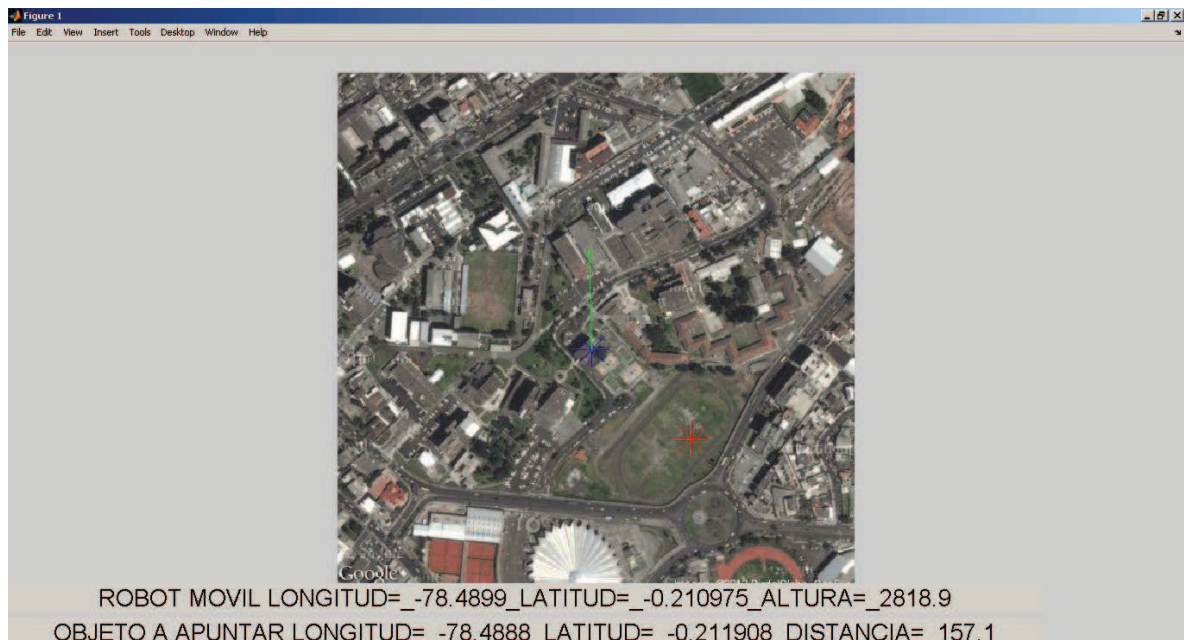 Figure 1
File Edit View Insert Tools Desktop Window Help
Google
ROBOT MOVIL LONGITUD=_-78.4899_LATITUD=_-0.210975_ALTURA=_2818.9
OBJETO A APUNTAR LONGITUD=_-78.4888_LATITUD=_-0.211908_DISTANCIA=_157.1